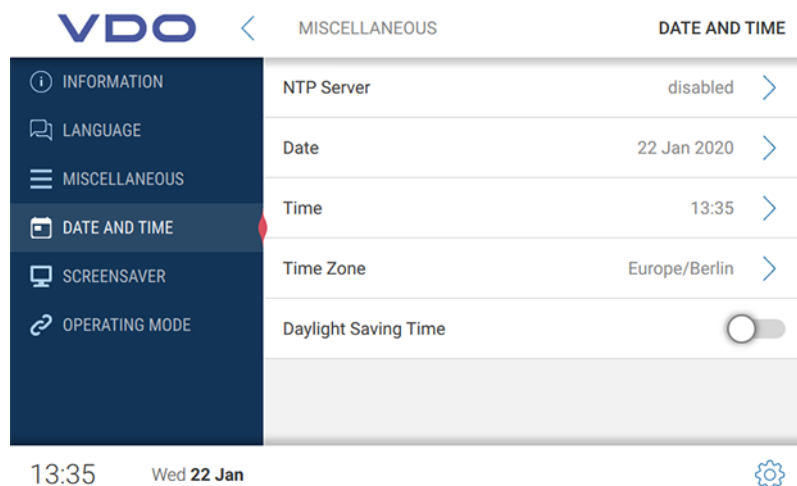 VDO
MISCELLANEOUS DATE AND TIME
INFORMATION
LANGUAGE
MISCELLANEOUS
DATE AND TIME
SCREENSAVER
OPERATING MODE
NTP Server disabled
Date 22 Jan 2020
Time 13:35
Time Zone Europe/Berlin
Daylight Saving Time
13:35 Wed 22 Jan